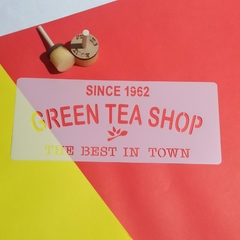 SINCE 1962
GREEN TEA SHOP
THE BEST IN TOWN